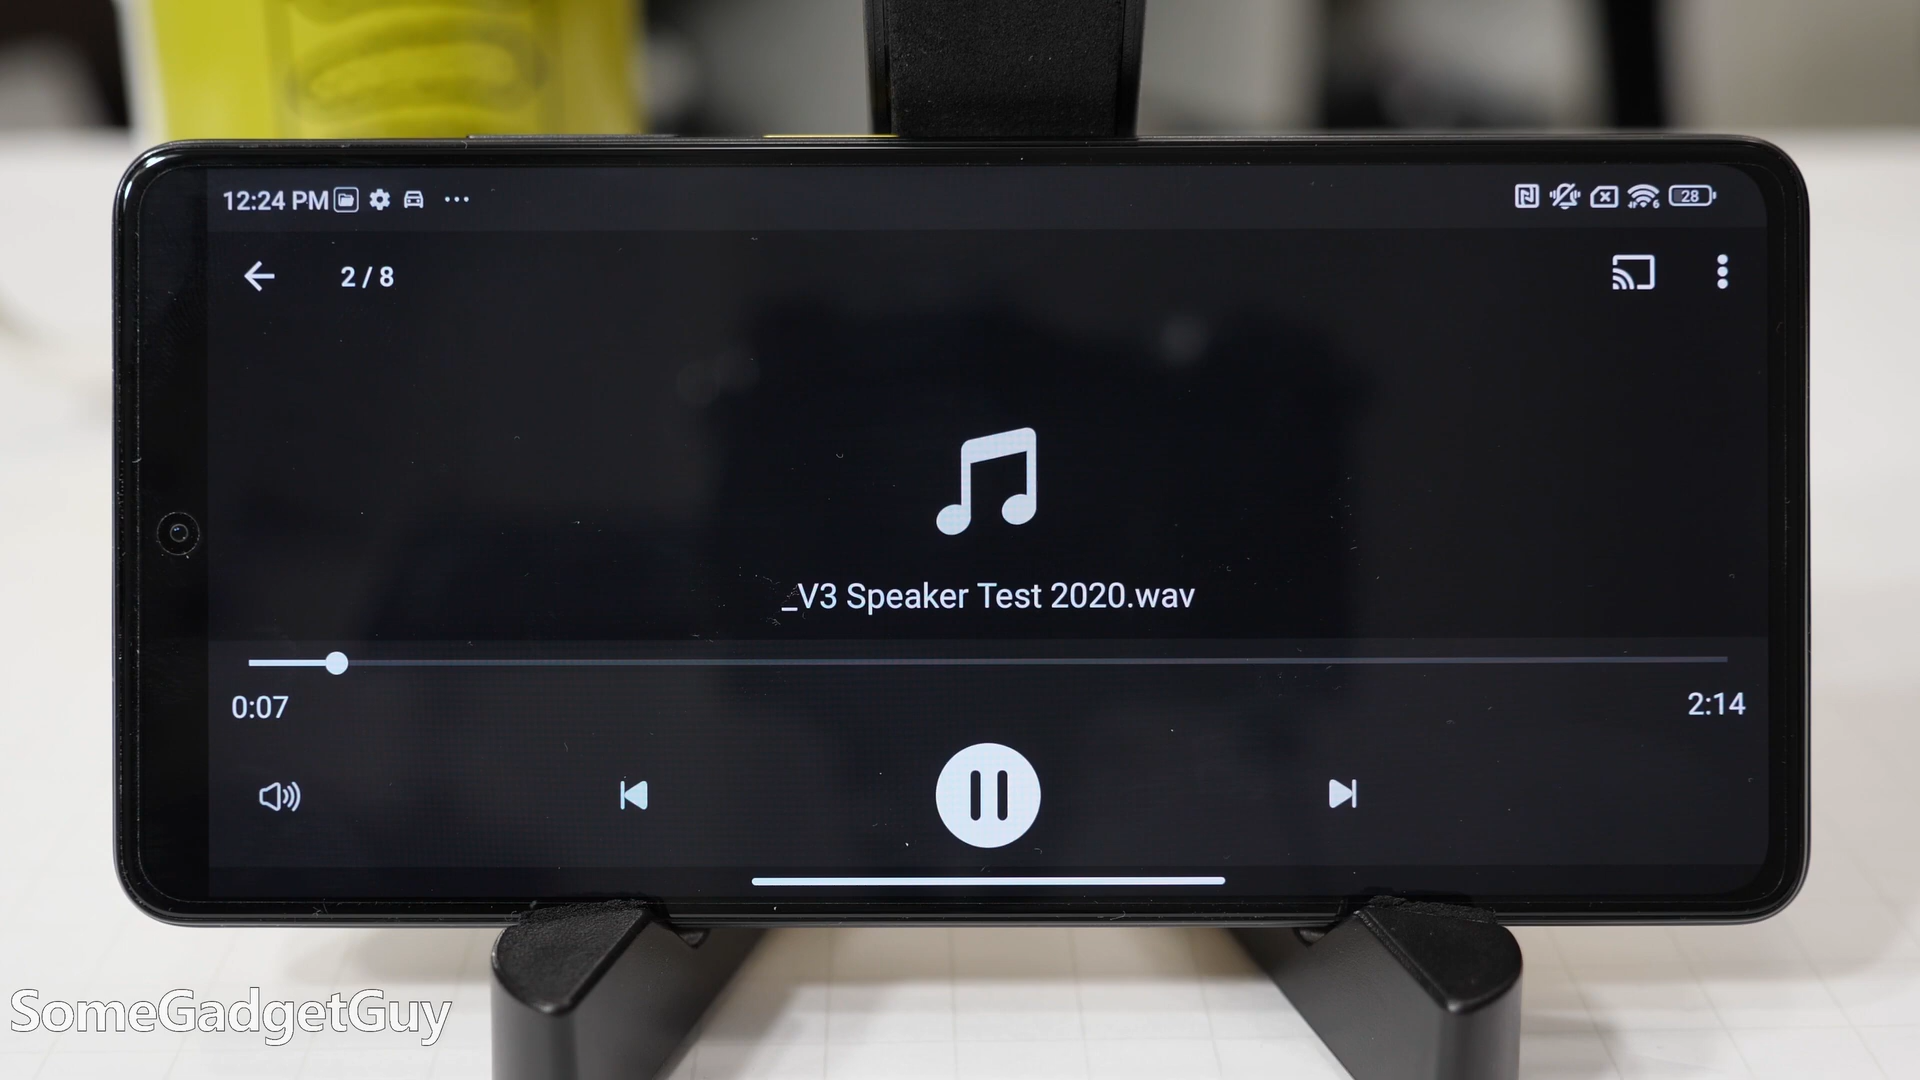 12:24 PM
28
2 / 8
_V3 Speaker Test 2020.wav
0:07
2:14
SomeGadgetGuy